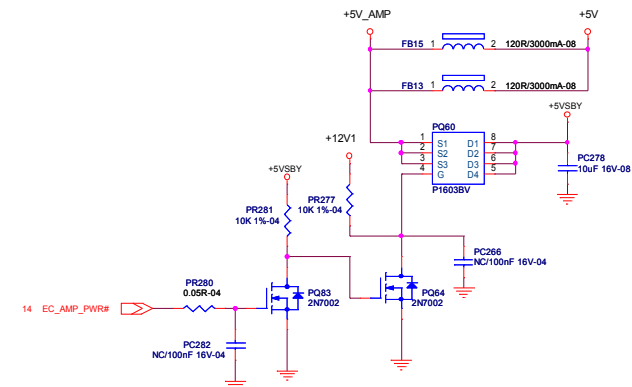 +5V_AMP +5V
FB15 1 2 120R/3000mA-08
FB13 1 2 120R/3000mA-08
+5VSBY
PQ60
1 S1 D1 8
2 S2 D2 7
3 S3 D3 6
4 G D4 5
P1603BV
PC278
10uF 16V-08
+12V1
+5VSBY
PR281
10K 1%-04
PR277
10K 1%-04
PC266
NC/100nF 16V-04
PR280
0.05R-04
PQ83
2N7002
PQ64
2N7002
14 EC_AMP_PWR#
PC282
NC/100nF 16V-04